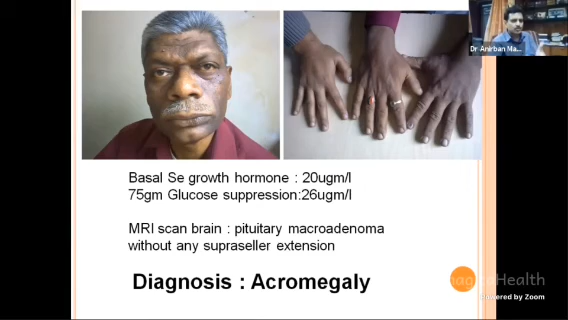 Dr Anirban Ma...
Basal Se growth hormone : 20ugm/l
75gm Glucose suppression:26ugm/l
MRI scan brain : pituitary macroadenoma
without any supraseller extension
Diagnosis : Acromegaly
Health
Powered by Zoom